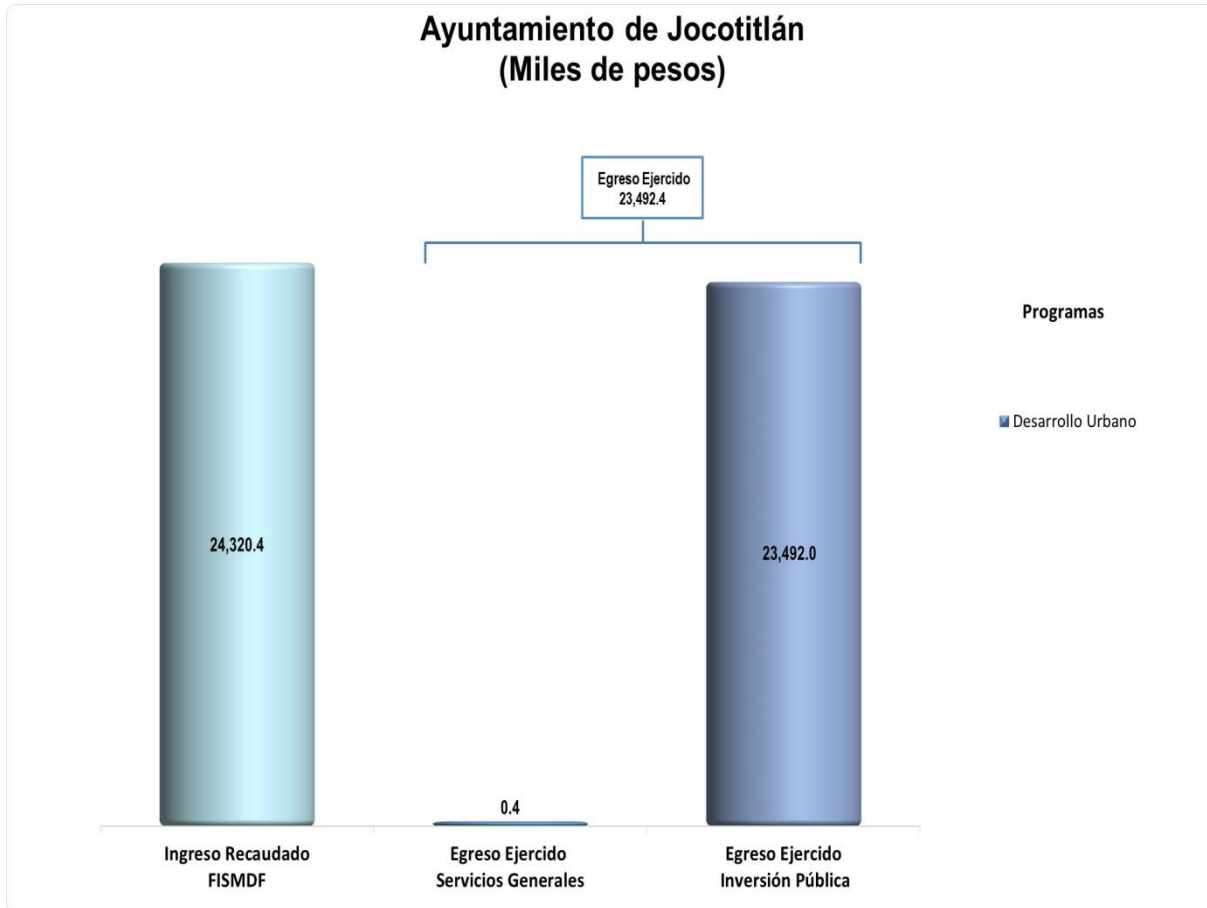 Ayuntamiento de Jocotitlán
(Miles de pesos)
Egreso Ejercido
23,492.4
Programas
Desarrollo Urbano
24,320.4
0.4
23,492.0
Ingreso Recaudado
FISMDF
Egreso Ejercido
Servicios Generales
Egreso Ejercido
Inversión Pública